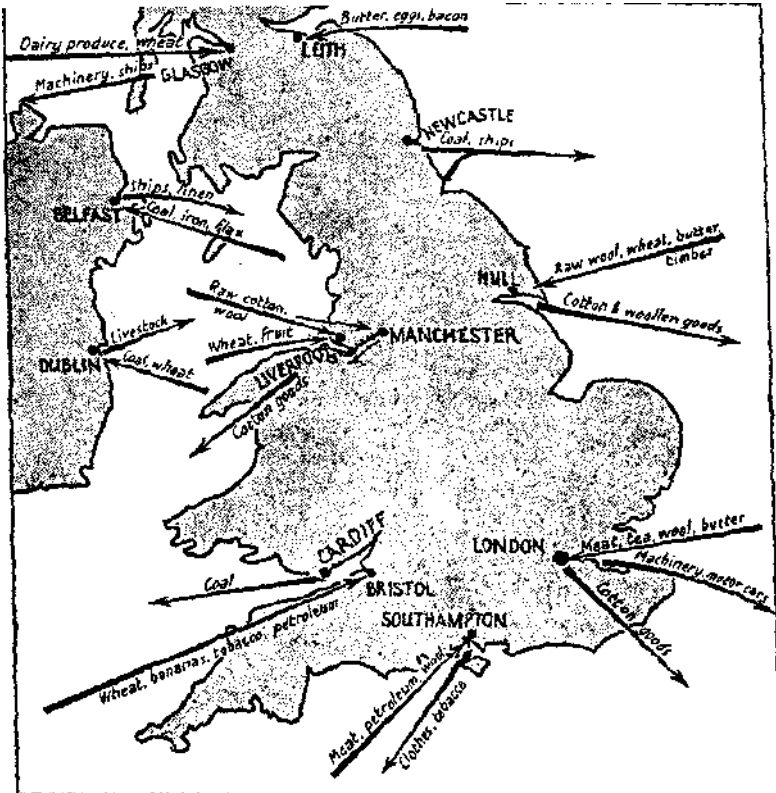 Butter, eggs, bacon
Dairy produce, wheat
LEITH
GLASGOW
Machinery, ships
NEWCASTLE
Coal, ships
Ships, linen
BELFAST
Coal, iron, flax
Raw wool, wheat, butter,
timber
HULL
Cotton & woollen goods
Raw cotton,
wool
MANCHESTER
Wheat, fruit
LIVERPOOL
Livestock
DUBLIN
Coal, wheat
Cotton goods
CARDIFF
LONDON
Meat, tea, wool, butter
Machinery, motor cars
Cotton goods
Coal
BRISTOL
SOUTHAMPTON
Wheat, bananas, tobacco, petroleum
Meat, petroleum, wool
Clothes, tobacco